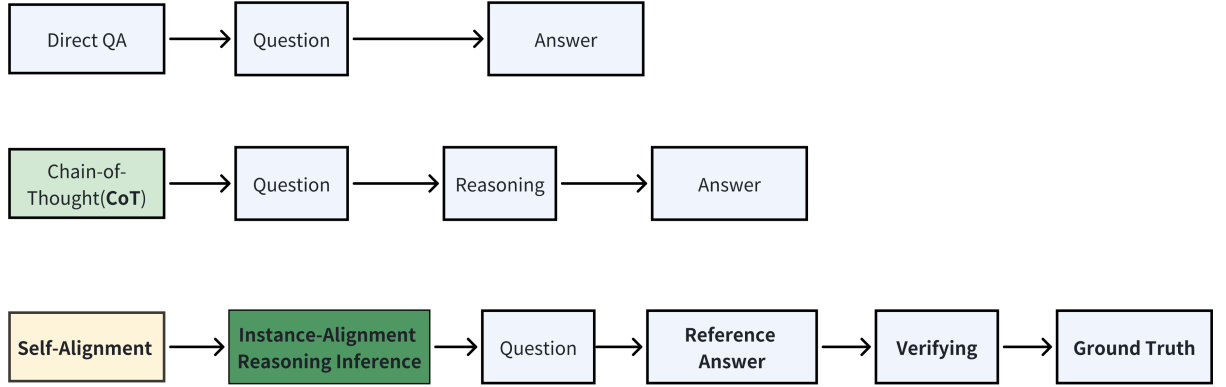 Direct QA
Question
Answer
Chain-of-
Thought(CoT)
Question
Reasoning
Answer
Self-Alignment
Instance-Alignment
Reasoning Inference
Question
Reference
Answer
Verifying
Ground Truth